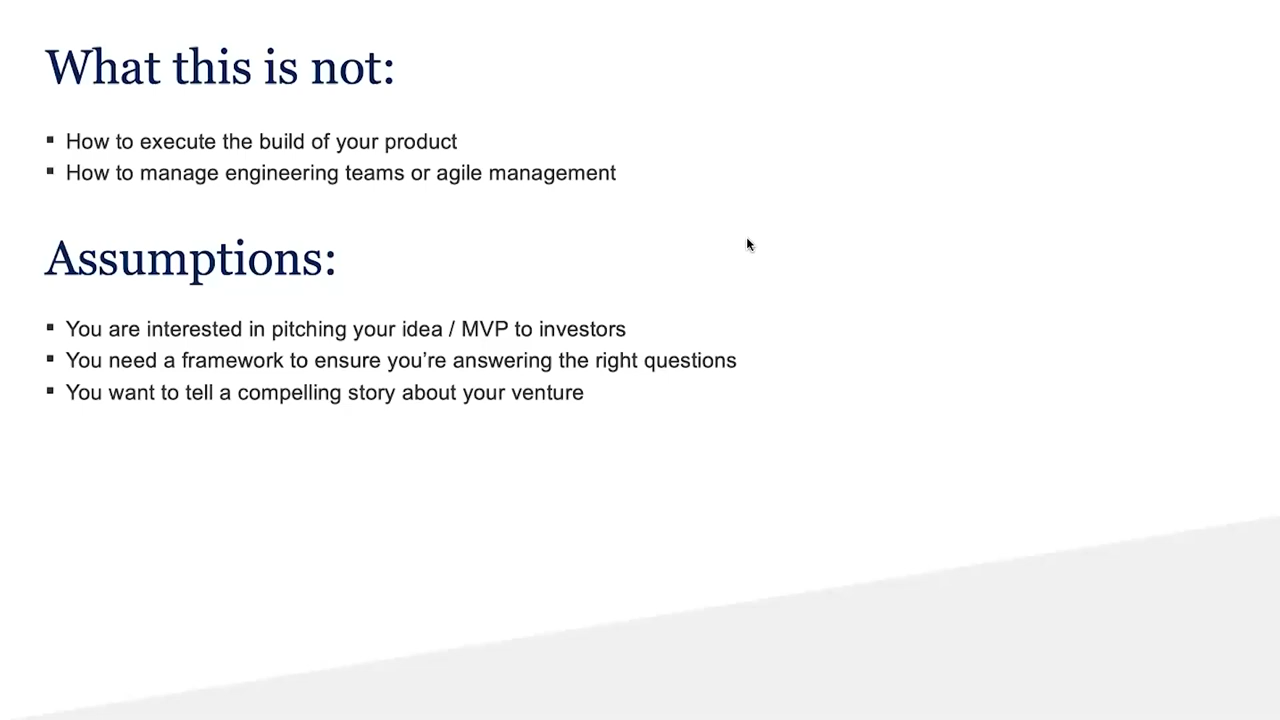 What this is not:
▪ How to execute the build of your product
▪ How to manage engineering teams or agile management
Assumptions:
▪ You are interested in pitching your idea / MVP to investors
▪ You need a framework to ensure you’re answering the right questions
▪ You want to tell a compelling story about your venture